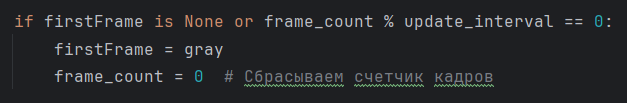 if firstFrame is None or frame_count % update_interval == 0:
    firstFrame = gray
    frame_count = 0  # Сбрасываем счетчик кадров